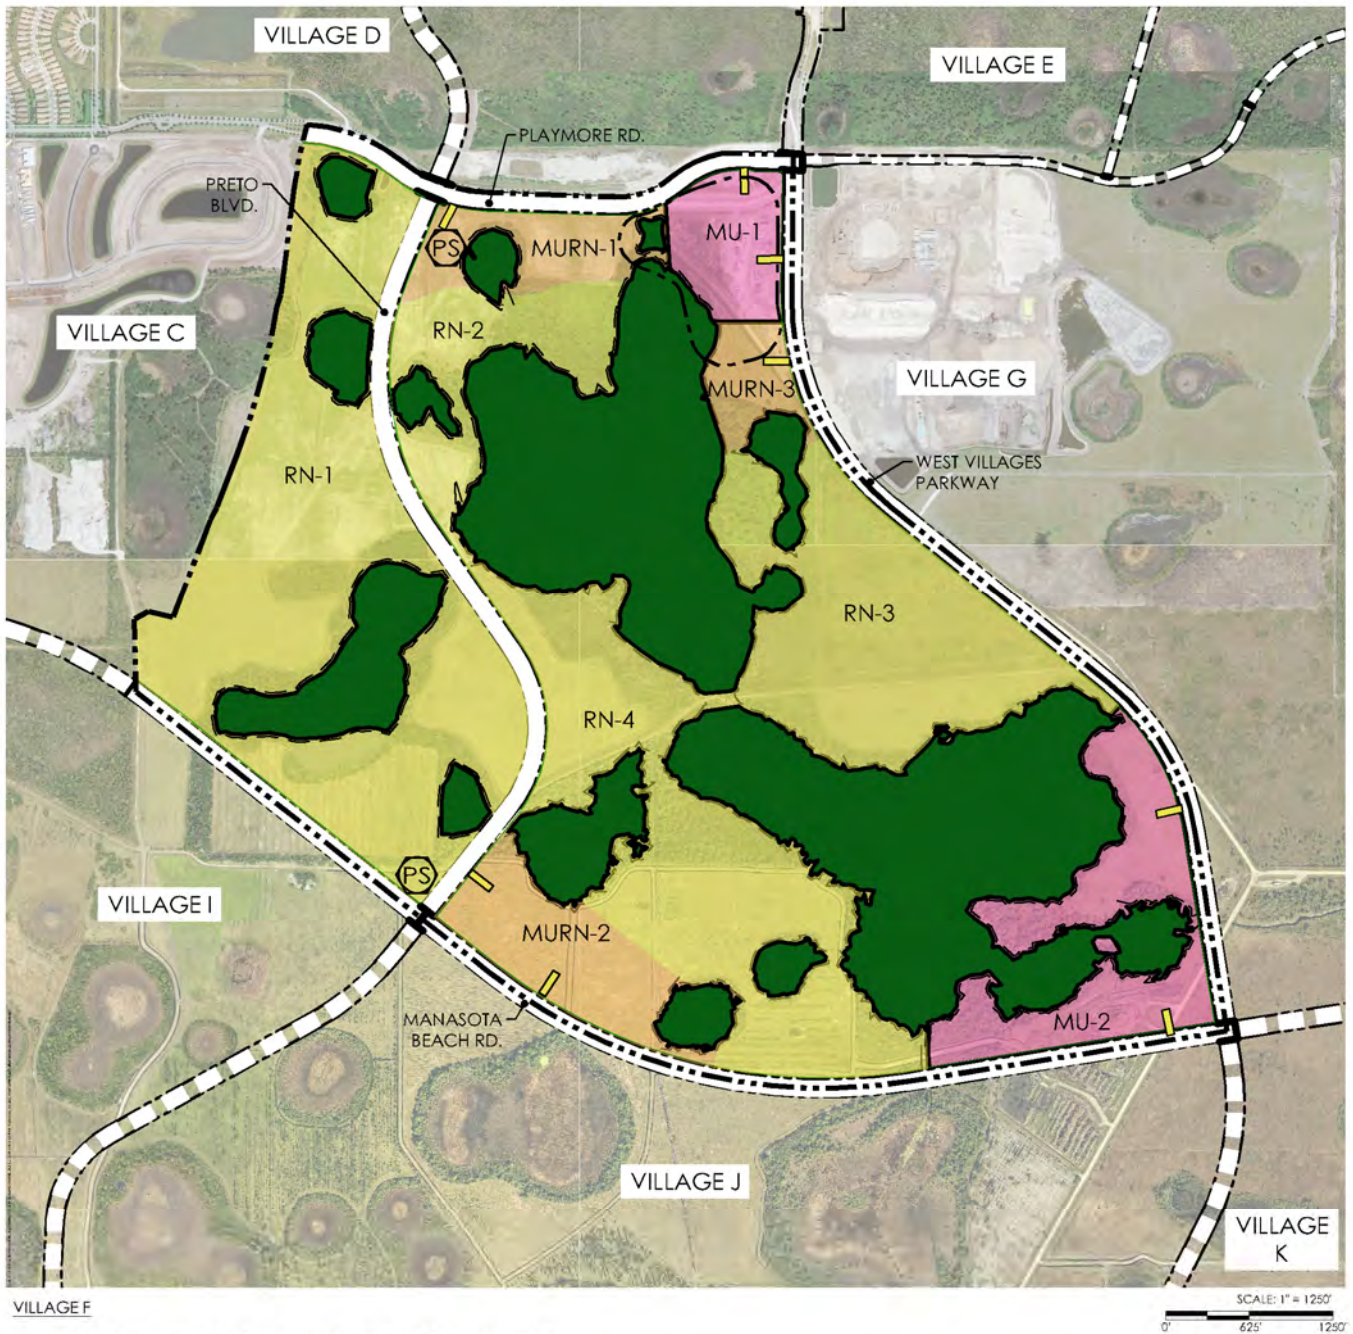 VILLAGE D
VILLAGE E
PLAYMORE RD.
PRETO
BLVD.
PS
MURN-1
MU-1
VILLAGE C
RN-2
VILLAGE G
MURN-3
RN-1
WEST VILLAGES
PARKWAY
RN-3
RN-4
PS
VILLAGE I
MURN-2
MANASOTA
BEACH RD.
MU-2
VILLAGE J
VILLAGE
K
VILLAGE F
SCALE: 1" = 1250'
0' 625' 1250'